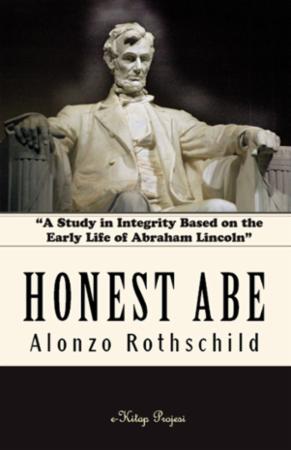 “A Study in Integrity Based on the
Early Life of Abraham Lincoln”
HONEST ABE
Alonzo Rothschild
e-Kitap Projesi